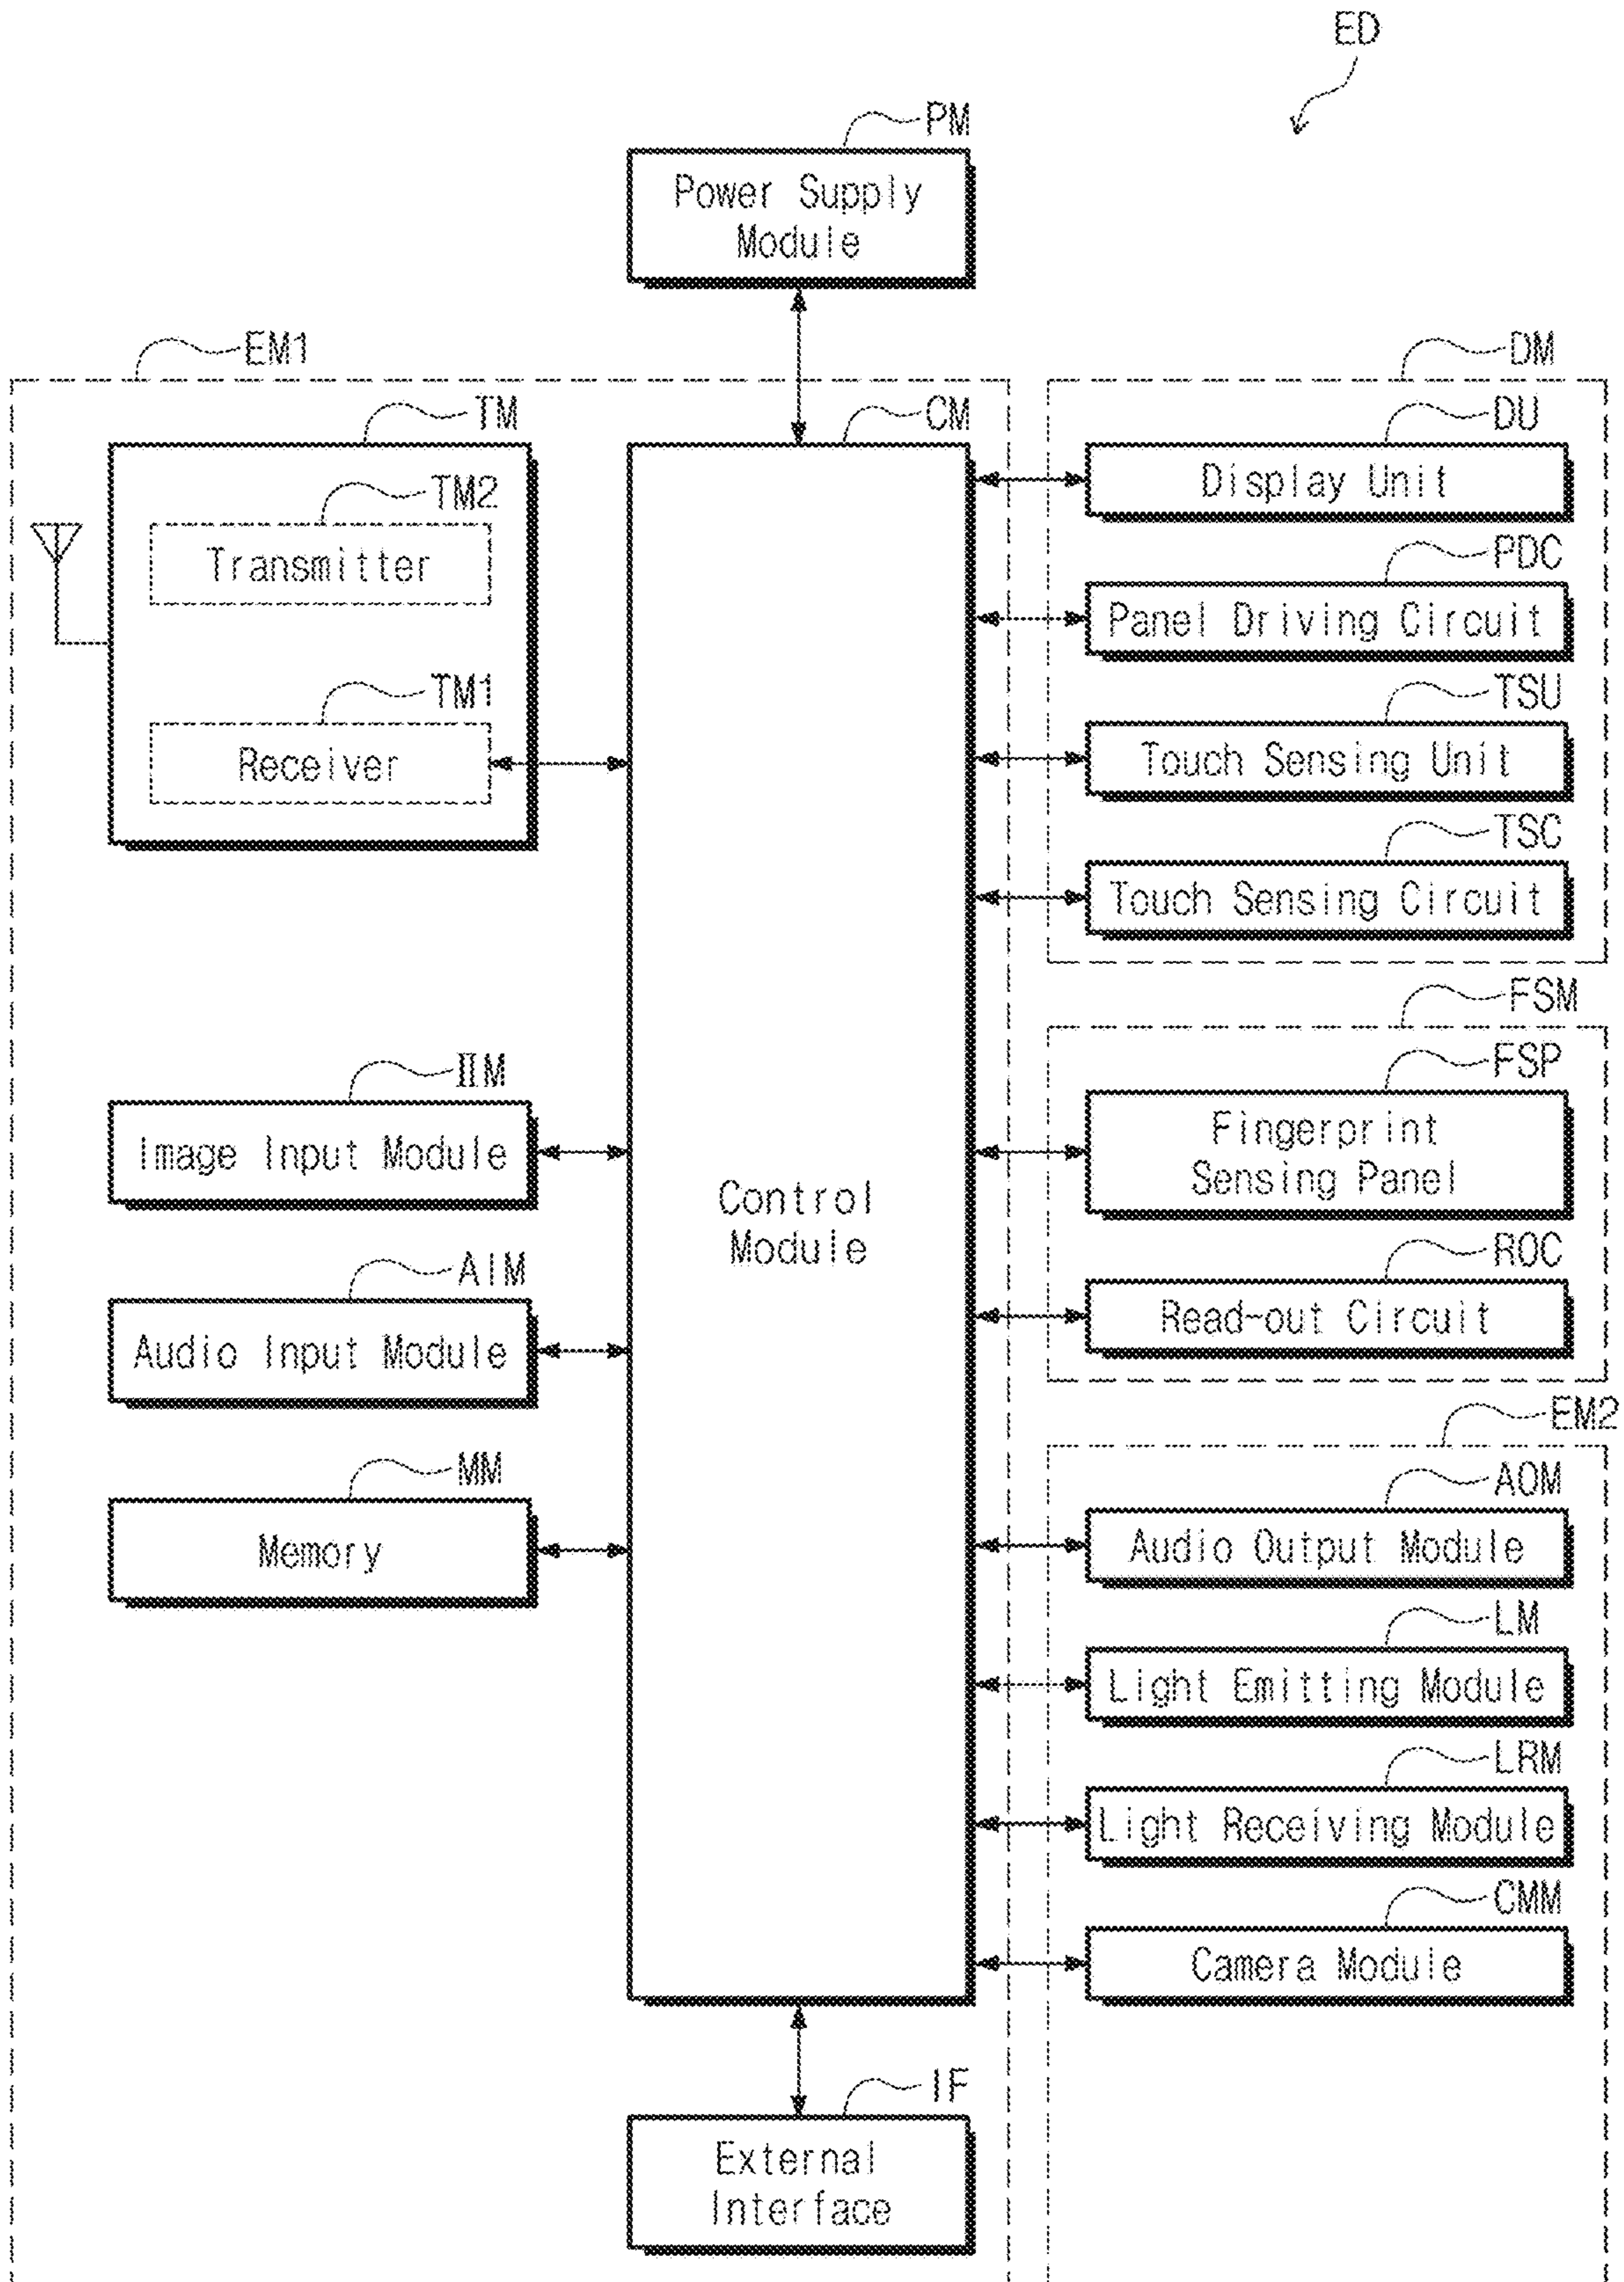 ED
PM
Power Supply
Module
EM1
DM
TM
CM
DU
Display Unit
TM2
Transmitter
PDC
Panel Driving Circuit
TM1
Receiver
TSU
Touch Sensing Unit
TSC
Touch Sensing Circuit
FSM
IIM
Image Input Module
FSP
Fingerprint
Sensing Panel
Control
Module
AIM
Audio Input Module
ROC
Read-out Circuit
EM2
MM
Memory
AOM
Audio Output Module
LM
Light Emitting Module
LRM
Light Receiving Module
CMM
Camera Module
IF
External
Interface